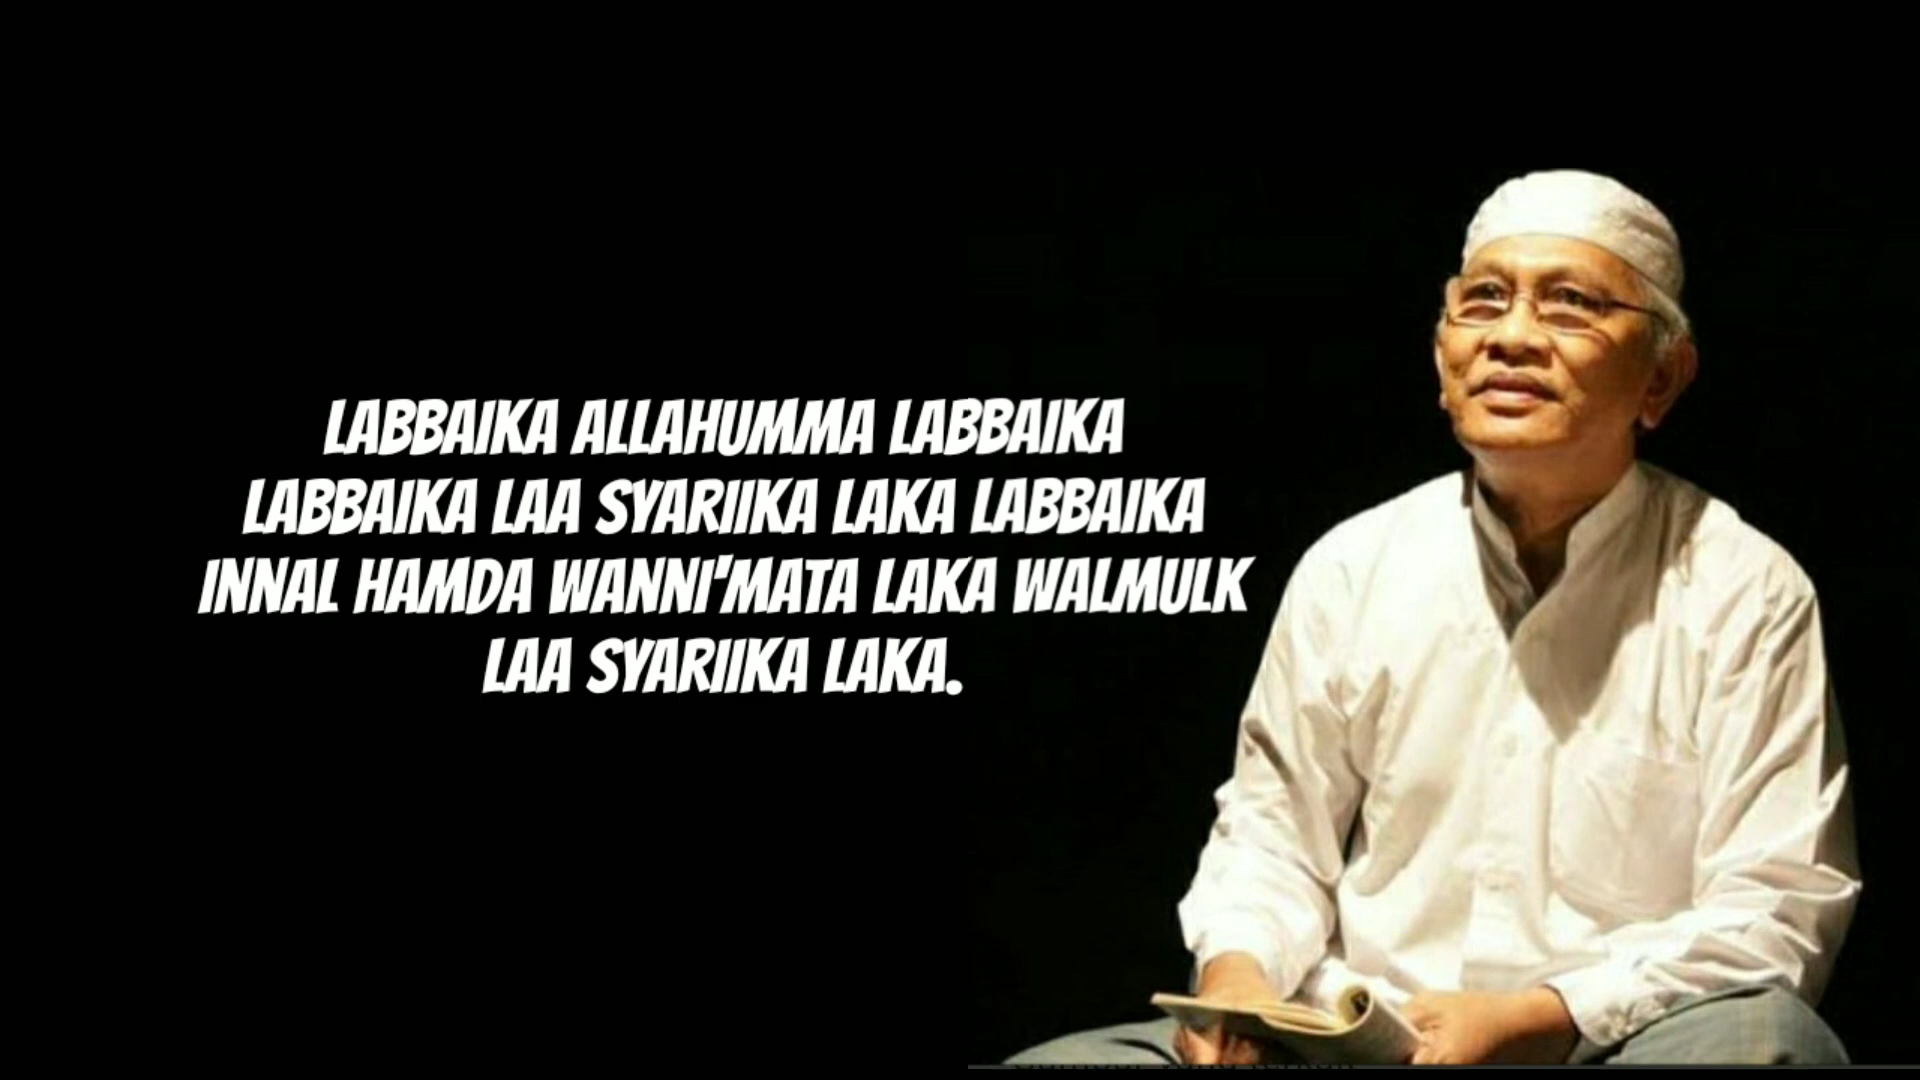 LABBAIKA ALLAHUMMA LABBAIKA
LABBAIKA LAA SYARIIKA LAKA LABBAIKA
INNAL HAMDA WANNI'MATA LAKA WALMULK
LAA SYARIIKA LAKA.